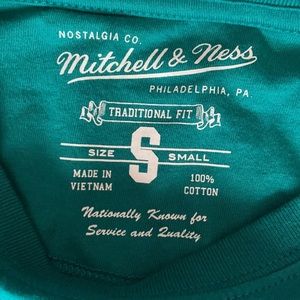 NOSTALGIA CO.
Mitchell & Ness
PHILADELPHIA, PA.
TRADITIONAL FIT
SIZE S SMALL
MADE IN VIETNAM
100% COTTON
Nationally Known for
Service and Quality